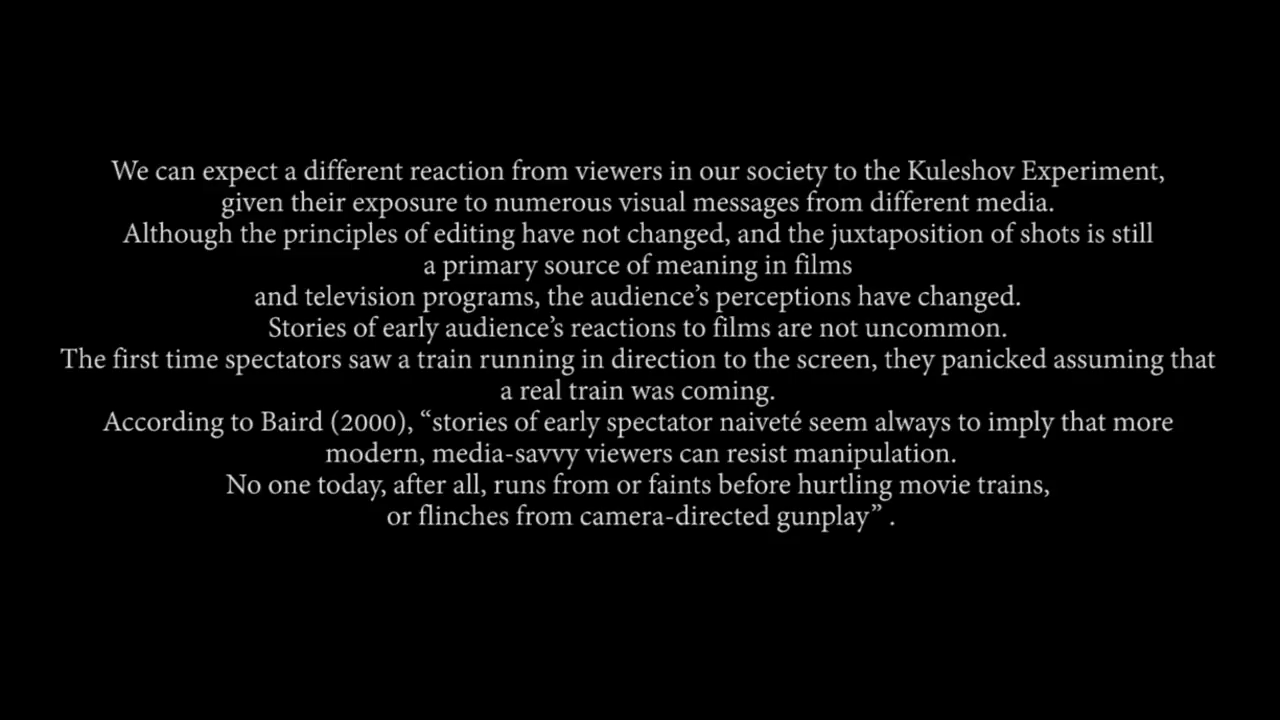 We can expect a different reaction from viewers in our society to the Kuleshov Experiment,
given their exposure to numerous visual messages from different media.
Although the principles of editing have not changed, and the juxtaposition of shots is still
a primary source of meaning in films
and television programs, the audience’s perceptions have changed.
Stories of early audience’s reactions to films are not uncommon.
The first time spectators saw a train running in direction to the screen, they panicked assuming that
a real train was coming.
According to Baird (2000), “stories of early spectator naiveté seem always to imply that more
modern, media-savvy viewers can resist manipulation.
No one today, after all, runs from or faints before hurtling movie trains,
or flinches from camera-directed gunplay” .